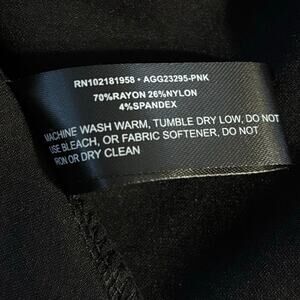 RN102181958 • AGG23295-PNK
70%RAYON 26%NYLON
4%SPANDEX
MACHINE WASH WARM, TUMBLE DRY LOW, DO NOT
USE BLEACH, OR FABRIC SOFTENER, DO NOT
IRON OR DRY CLEAN